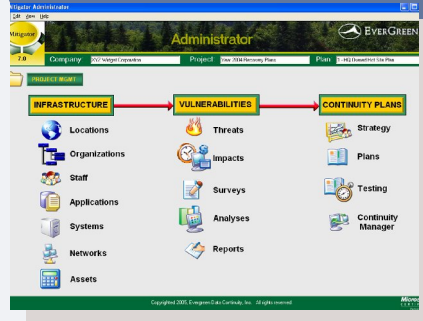 Mitigator Administrator
Edit View Help
Mitigator
7.0
Administrator
EVERGREEN
Company XYZ Widget Corporation Project Year 2004 Recovery Plans Plan
PROJECT MGMT
INFRASTRUCTURE VULNERABILITIES CONTINUITY PLANS
Locations Threats Strategy
Organizations Impacts Plans
Staff Surveys Testing
Applications Analyses Continuity Manager
Systems Reports
Networks
Assets
Copyrighted 2005, Evergreen Data Continuity, Inc. All rights reserved